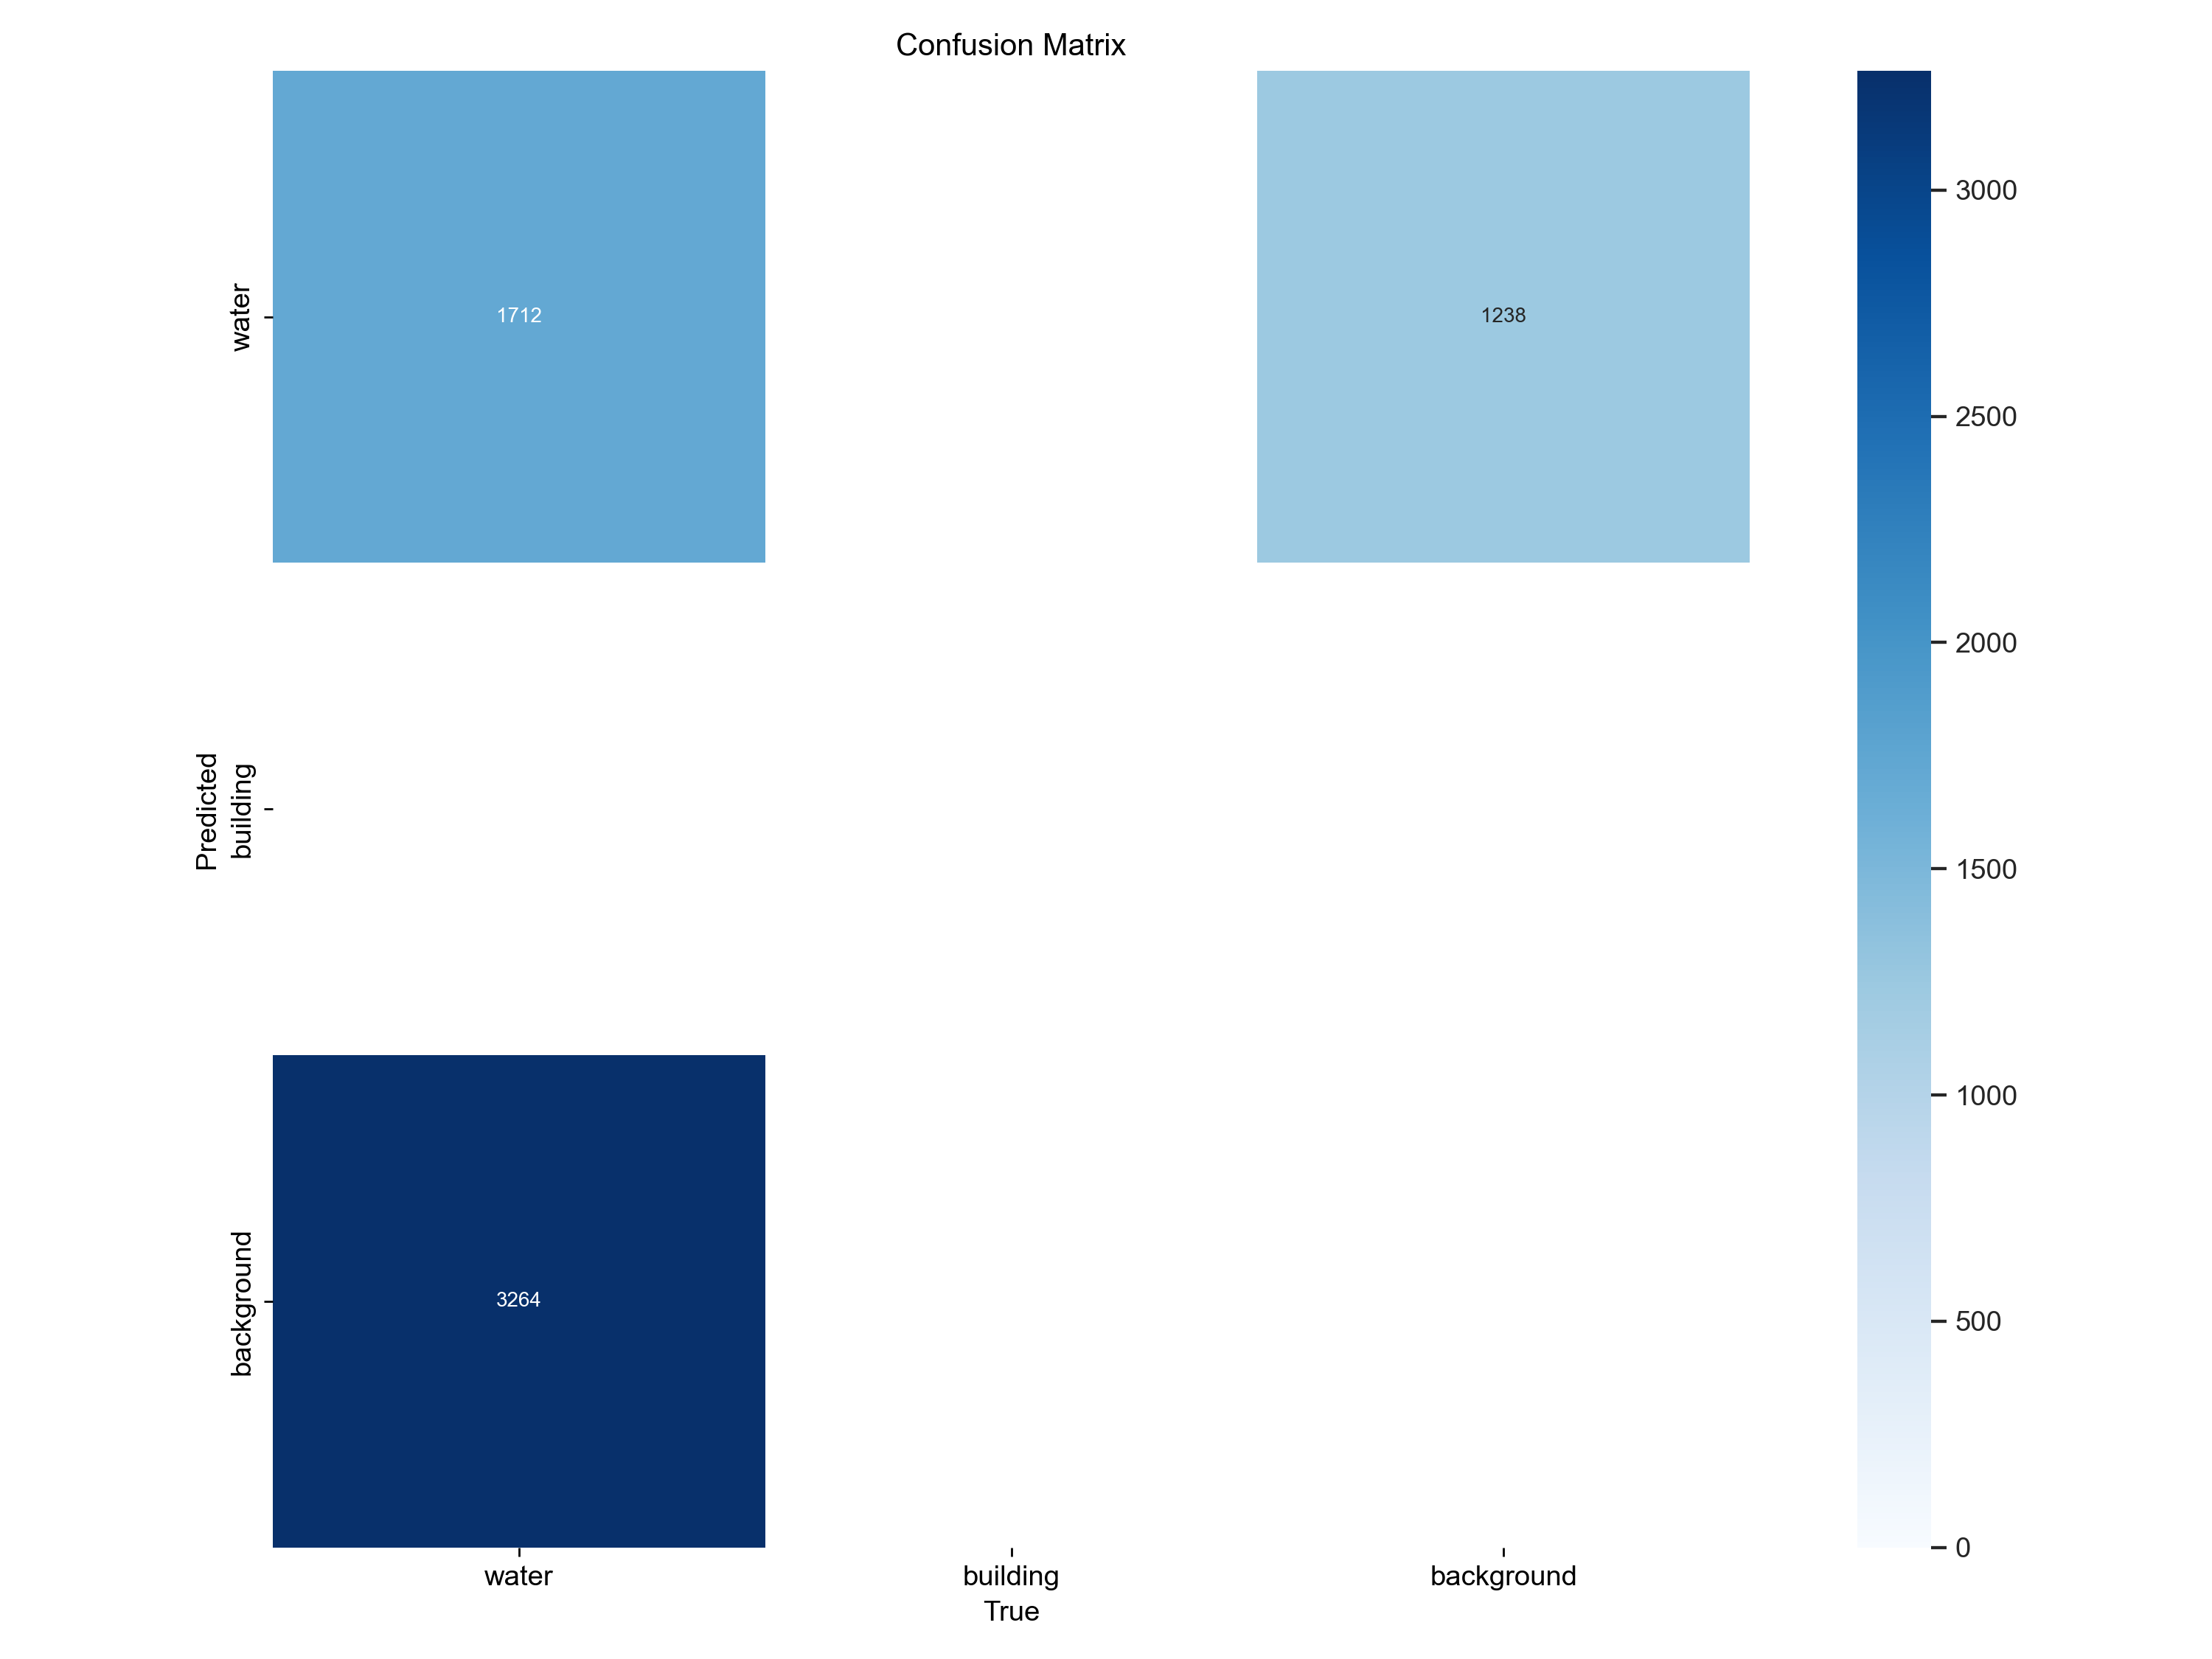 Confusion Matrix
water
1712
1238
Predicted
building
background
3264
water
building
background
True
3000
2500
2000
1500
1000
500
0